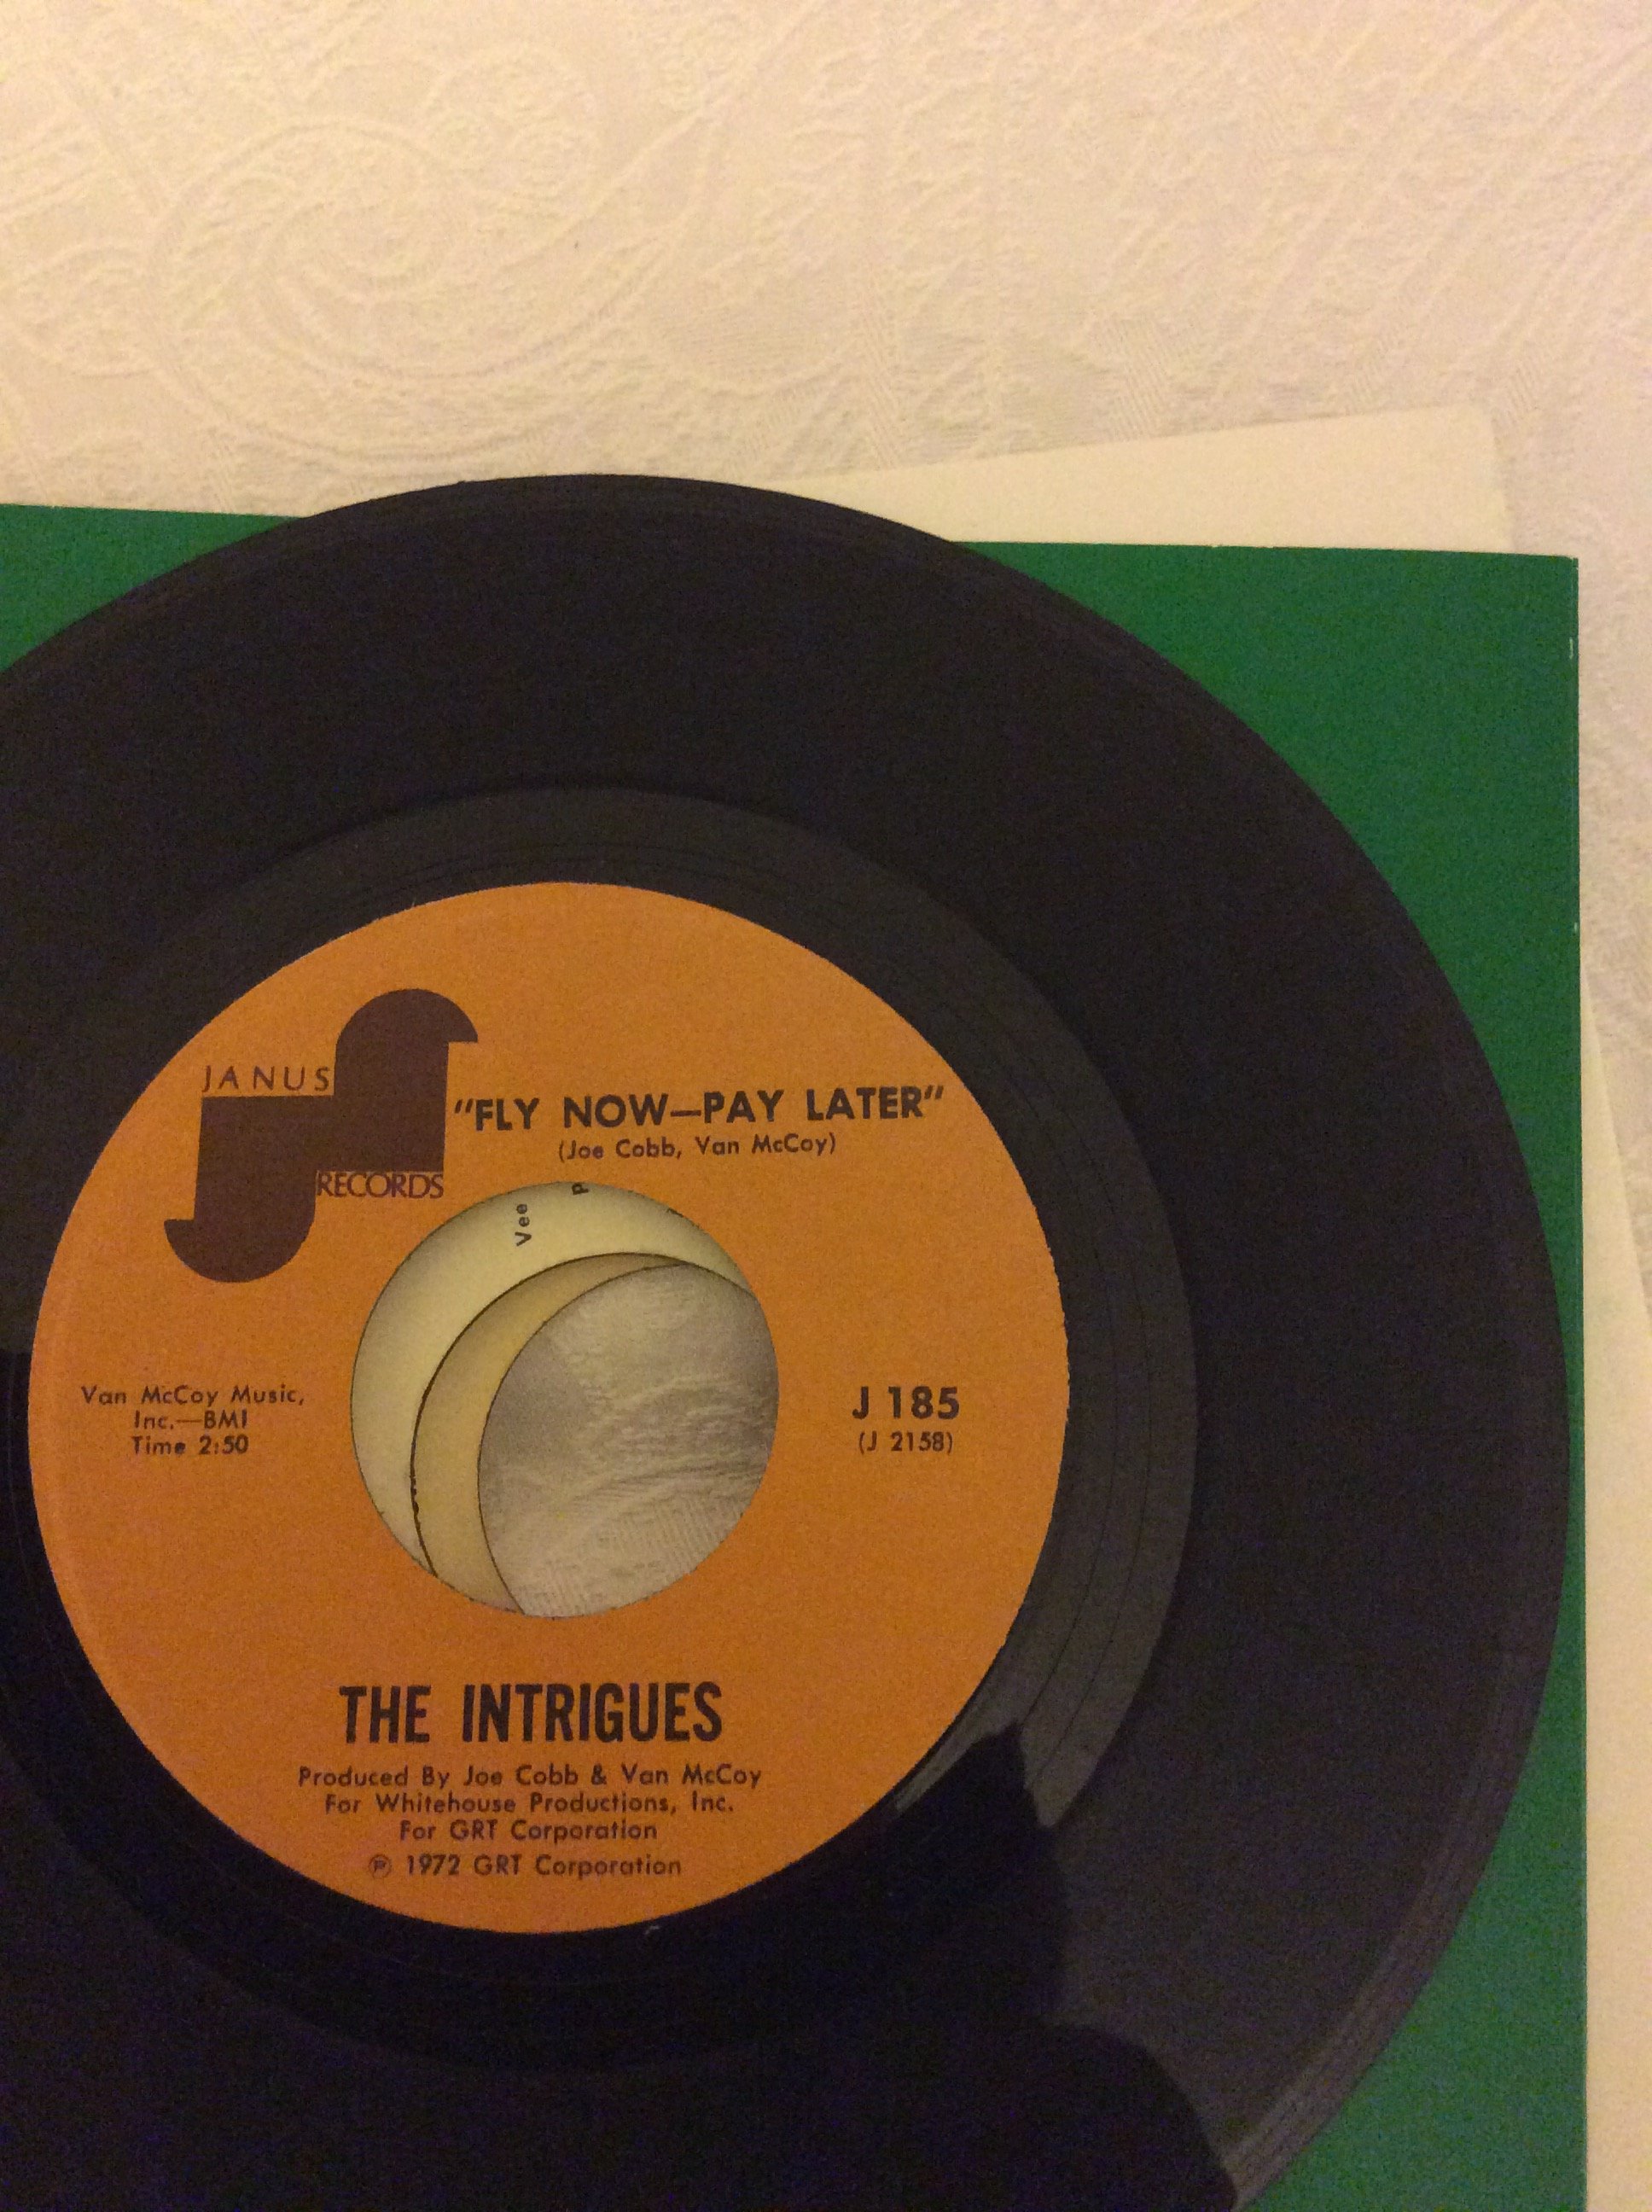 JANUS
RECORDS
"FLY NOW—PAY LATER"
(Joe Cobb, Van McCoy)
Vee
Van McCoy Music,
Inc.—BMI
Time 2:50
J 185
(J 2158)
THE INTRIGUES
Produced By Joe Cobb & Van McCoy
For Whitehouse Productions, Inc.
For GRT Corporation
℗ 1972 GRT Corporation